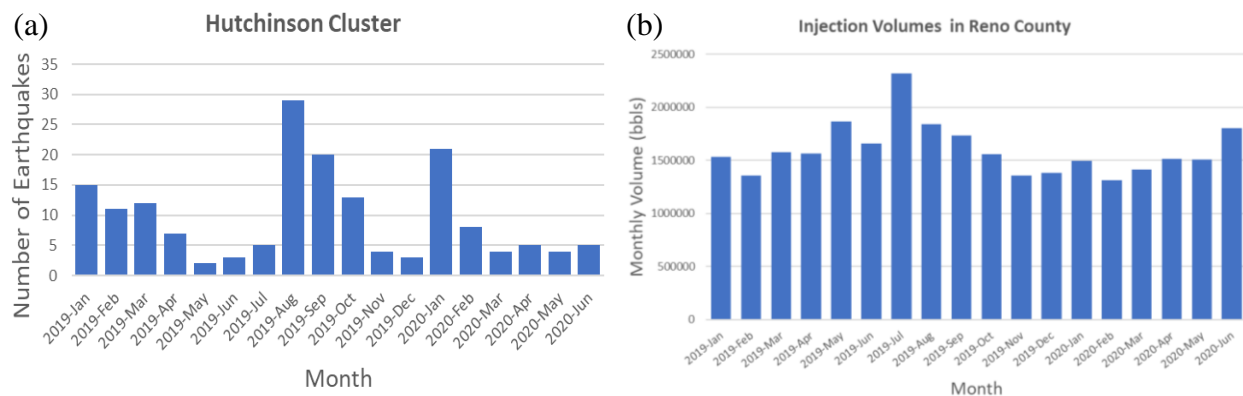 (a)
Hutchinson Cluster
Number of Earthquakes
35
30
25
20
15
10
5
0
2019-Jan
2019-Feb
2019-Mar
2019-Apr
2019-May
2019-Jun
2019-Jul
2019-Aug
2019-Sep
2019-Oct
2019-Nov
2019-Dec
2020-Jan
2020-Feb
2020-Mar
2020-Apr
2020-May
2020-Jun
Month
(b)
Injection Volumes in Reno County
Monthly Volume (bbls)
2500000
2000000
1500000
1000000
500000
0
2019-Jan
2019-Feb
2019-Mar
2019-Apr
2019-May
2019-Jun
2019-Jul
2019-Aug
2019-Sep
2019-Oct
2019-Nov
2019-Dec
2020-Jan
2020-Feb
2020-Mar
2020-Apr
2020-May
2020-Jun
Month